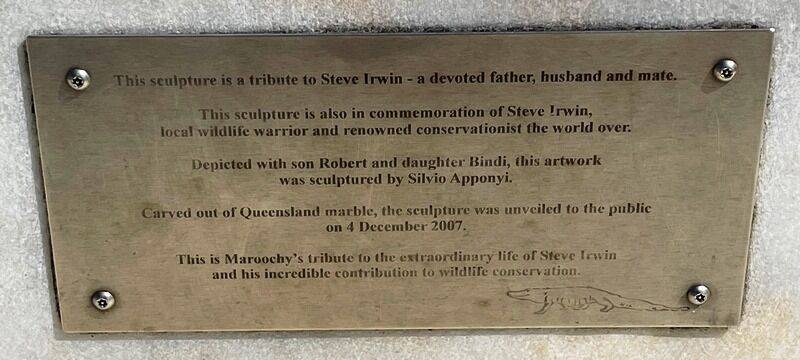 This sculpture is a tribute to Steve Irwin - a devoted father, husband and mate.
This sculpture is also in commemoration of Steve Irwin,
local wildlife warrior and renowned conservationist the world over.
Depicted with son Robert and daughter Bindi, this artwork
was sculptured by Silvio Apponyi.
Carved out of Queensland marble, the sculpture was unveiled to the public
on 4 December 2007.
This is Maroochy's tribute to the extraordinary life of Steve Irwin
and his incredible contribution to wildlife conservation.